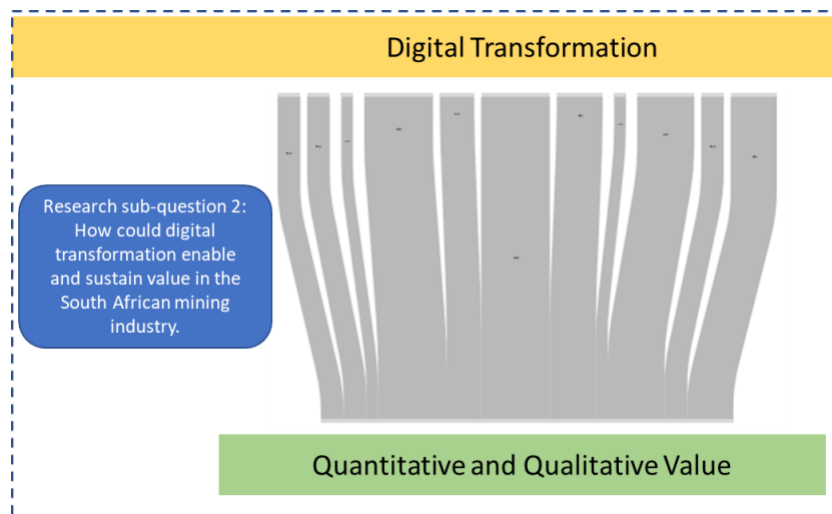 Digital Transformation
Research sub-question 2:
How could digital
transformation enable
and sustain value in the
South African mining
industry.
Quantitative and Qualitative Value